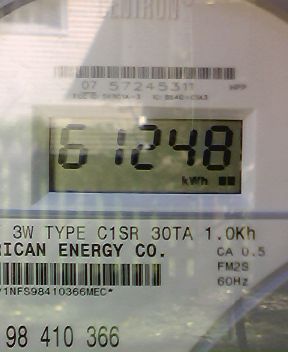 07 57245311
61248
kWh
3W TYPE C1SR 30TA 1.0Kh
RICAN ENERGY CO.
CA 0.5
FM2S
60Hz
98 410 366